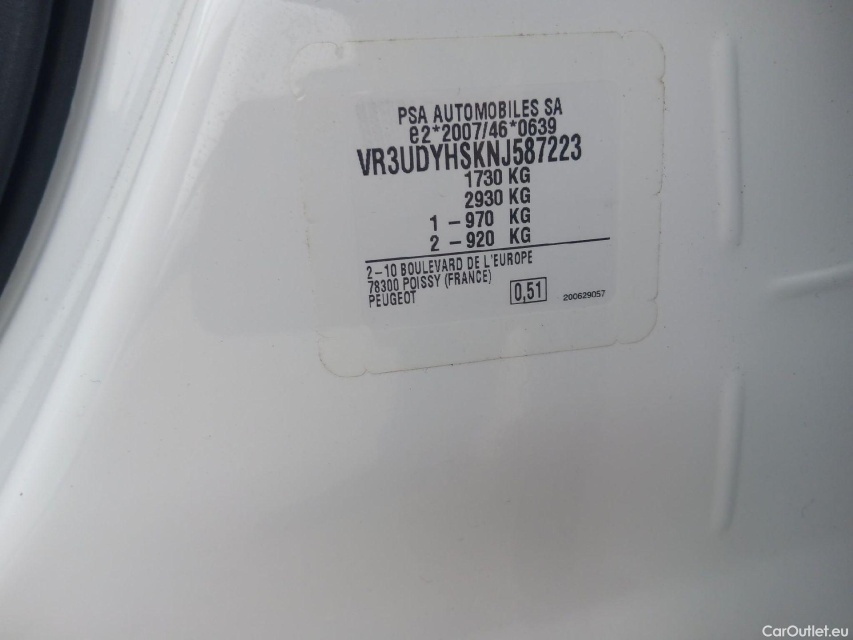 PSA AUTOMOBILES SA
e2*2007/46*0639
VR3UDYHSKNJ587223
1730 KG
2930 KG
1 – 970 KG
2 – 920 KG
2–10 BOULEVARD DE L'EUROPE
78300 POISSY (FRANCE)
PEUGEOT
0,51
200629057
CarOutlet.eu